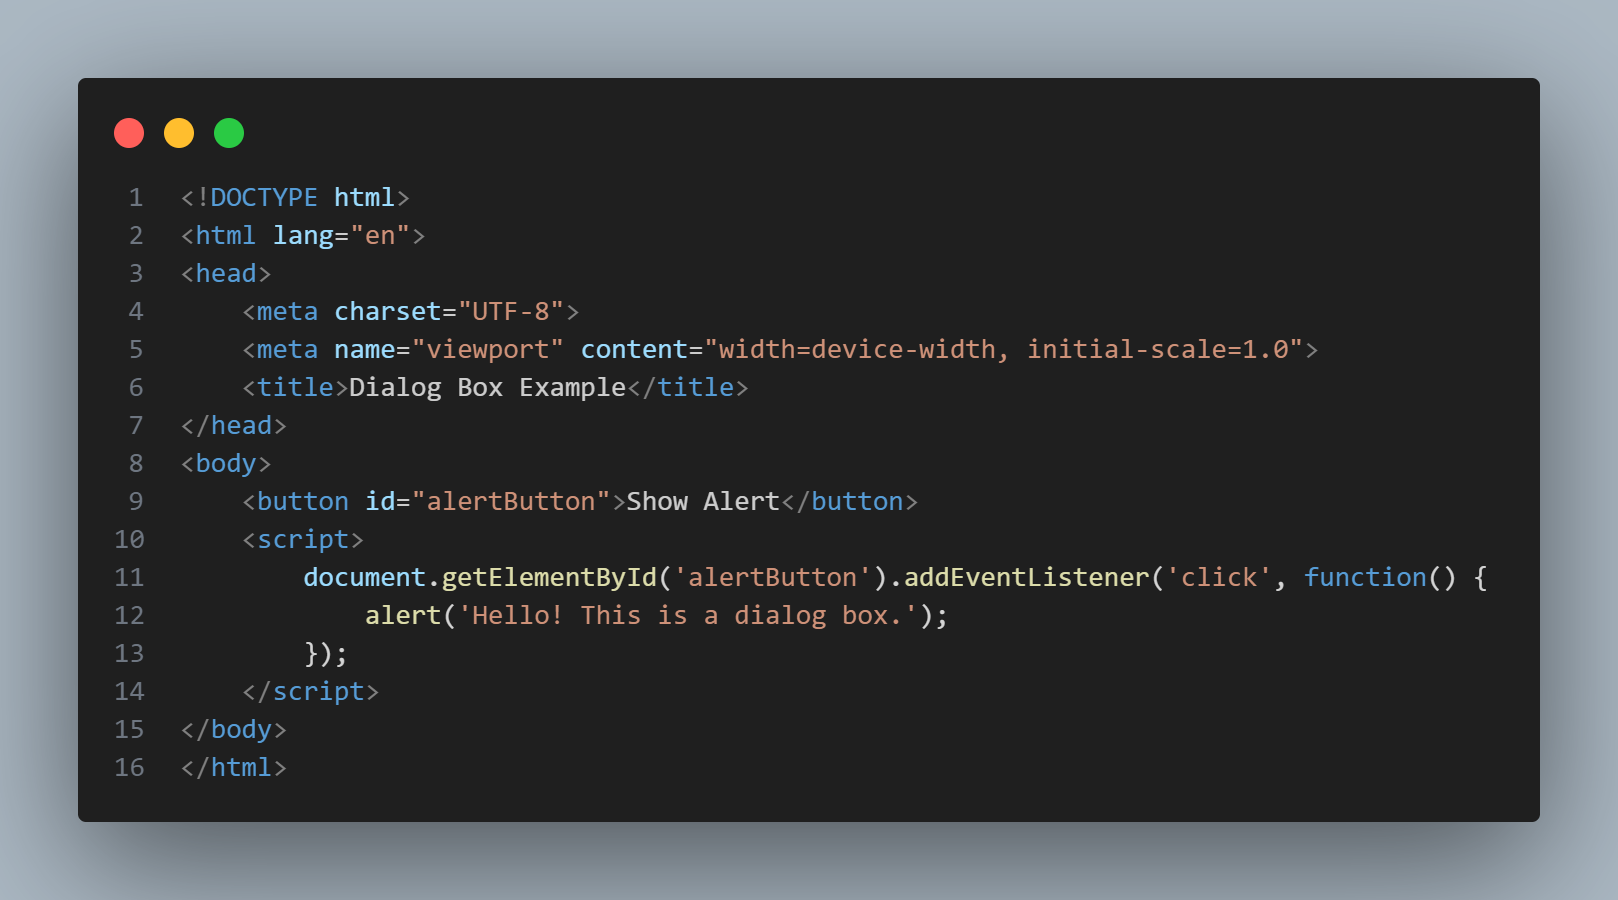 1 <!DOCTYPE html>
2 <html lang="en">
3 <head>
4     <meta charset="UTF-8">
5     <meta name="viewport" content="width=device-width, initial-scale=1.0">
6     <title>Dialog Box Example</title>
7 </head>
8 <body>
9     <button id="alertButton">Show Alert</button>
10     <script>
11         document.getElementById('alertButton').addEventListener('click', function() {
12             alert('Hello! This is a dialog box.');
13         });
14     </script>
15 </body>
16 </html>